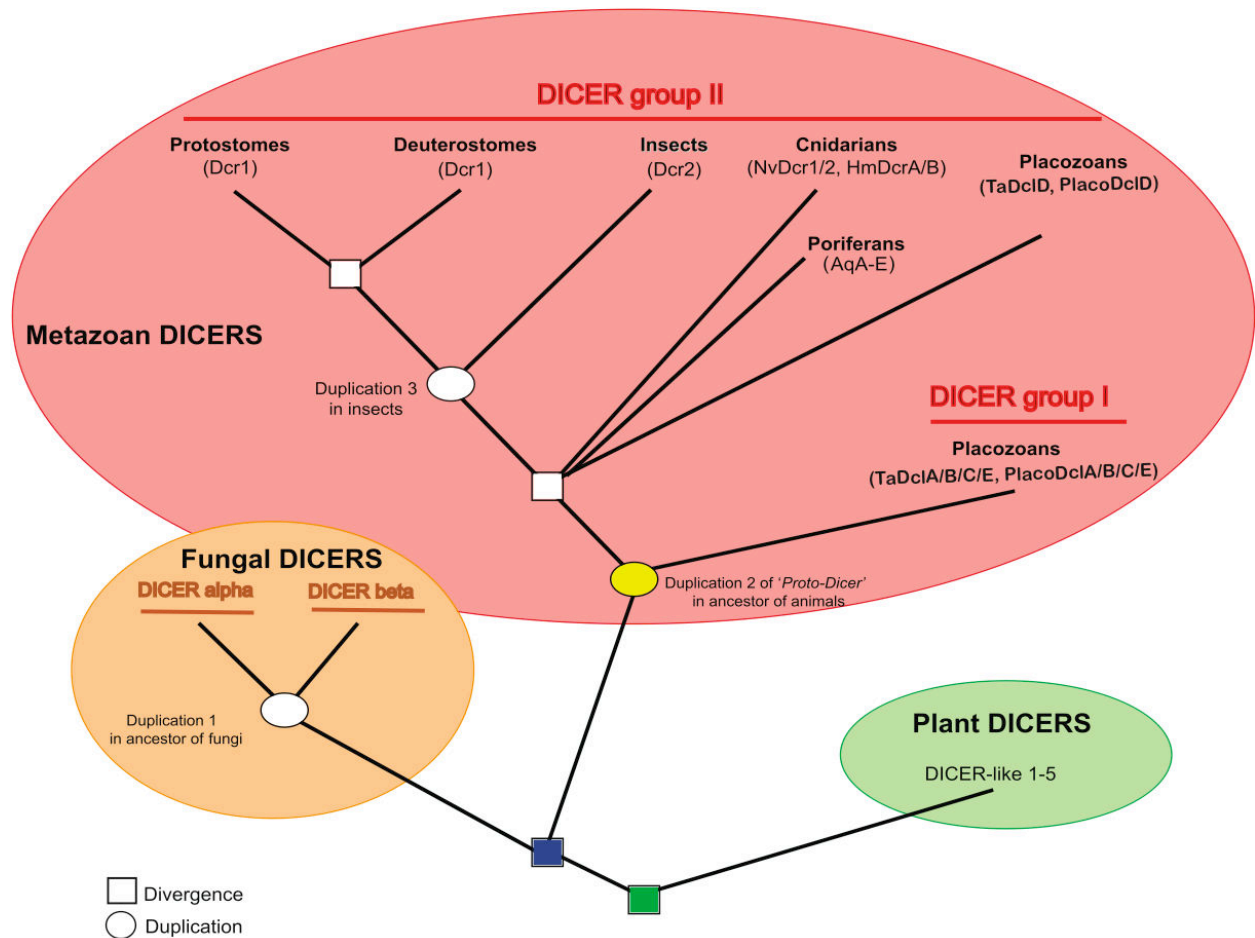 DICER group II
Protostomes
(Dcr1)
Deuterostomes
(Dcr1)
Insects
(Dcr2)
Cnidarians
(NvDcr1/2, HmDcrA/B)
Placozoans
(TaDclD, PlacoDclD)
Poriferans
(AqA-E)
Metazoan DICERS
Duplication 3
in insects
DICER group I
Placozoans
(TaDclA/B/C/E, PlacoDclA/B/C/E)
Fungal DICERS
DICER alpha
DICER beta
Duplication 2 of ‘Proto-Dicer’
in ancestor of animals
Duplication 1
in ancestor of fungi
Plant DICERS
DICER-like 1-5
Divergence
Duplication